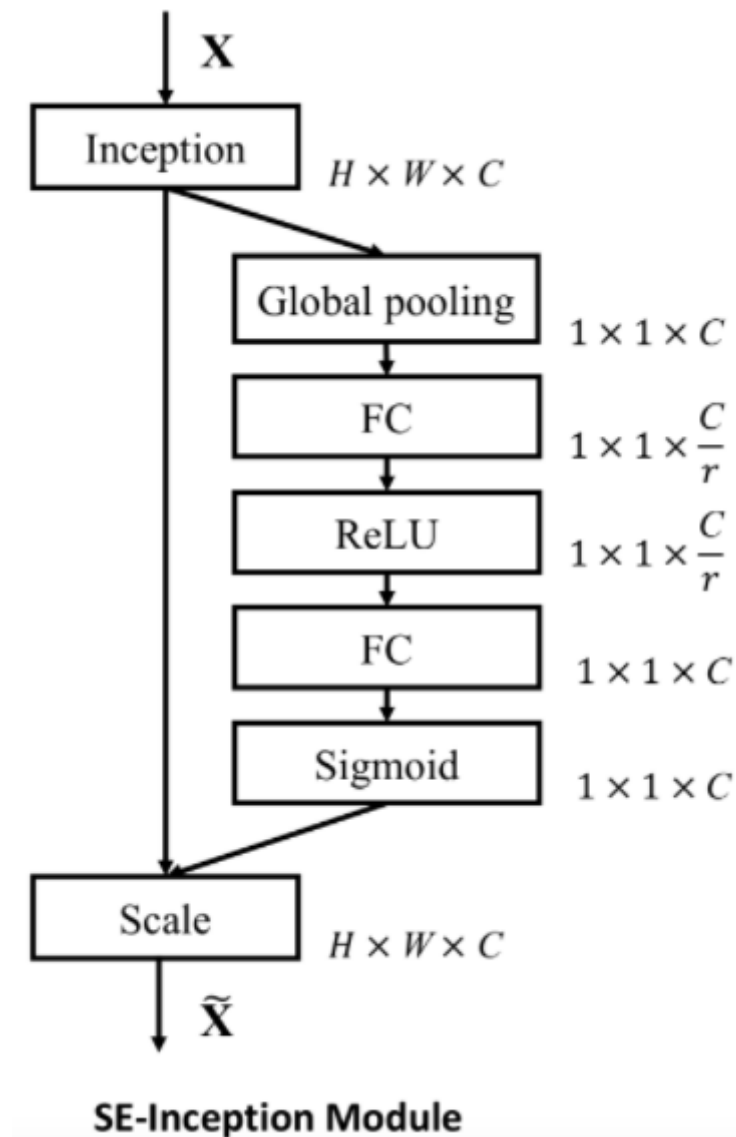 X
Inception
H × W × C
Global pooling
1 × 1 × C
FC
1 × 1 × C/r
ReLU
1 × 1 × C/r
FC
1 × 1 × C
Sigmoid
1 × 1 × C
Scale
H × W × C
X̃
SE-Inception Module